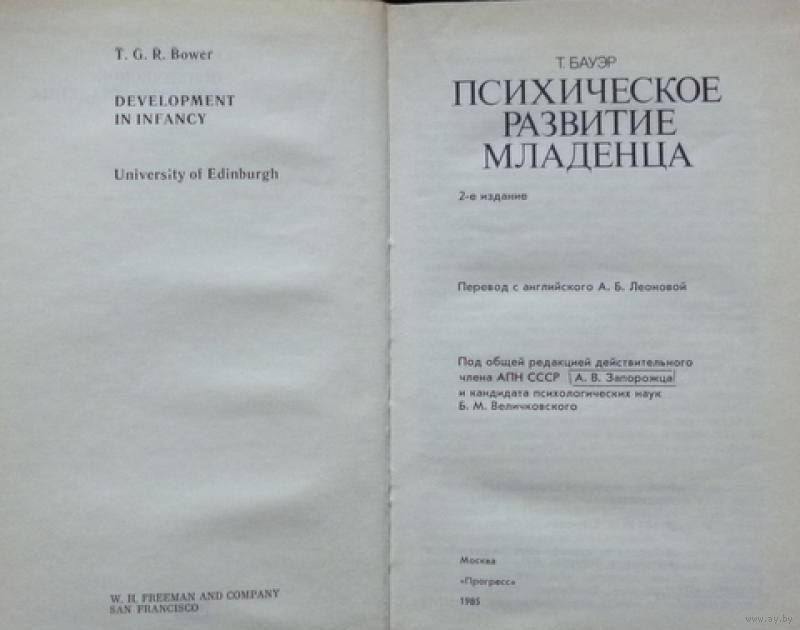 T. G. R. Bower
DEVELOPMENT
IN INFANCY
University of Edinburgh
W. H. FREEMAN AND COMPANY
SAN FRANCISCO
Т. БАУЭР
ПСИХИЧЕСКОЕ
РАЗВИТИЕ
МЛАДЕНЦА
2-е издание
Перевод с английского А. Б. Леоновой
Под общей редакцией действительного
члена АПН СССР А. В. Запорожца
и кандидата психологических наук
Б. М. Величковского
Москва
«Прогресс»
1985
www.ay.by